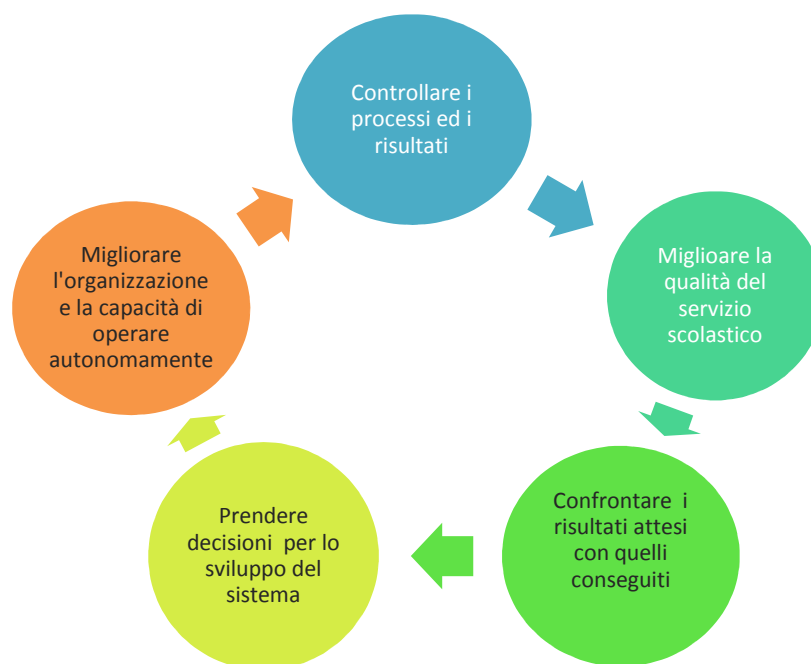 Controllare i
processi ed i
risultati
Miglioare la
qualità del
servizio
scolastico
Confrontare i
risultati attesi
con quelli
conseguiti
Prendere
decisioni per lo
sviluppo del
sistema
Migliorare
l'organizzazione
e la capacità di
operare
autonomamente